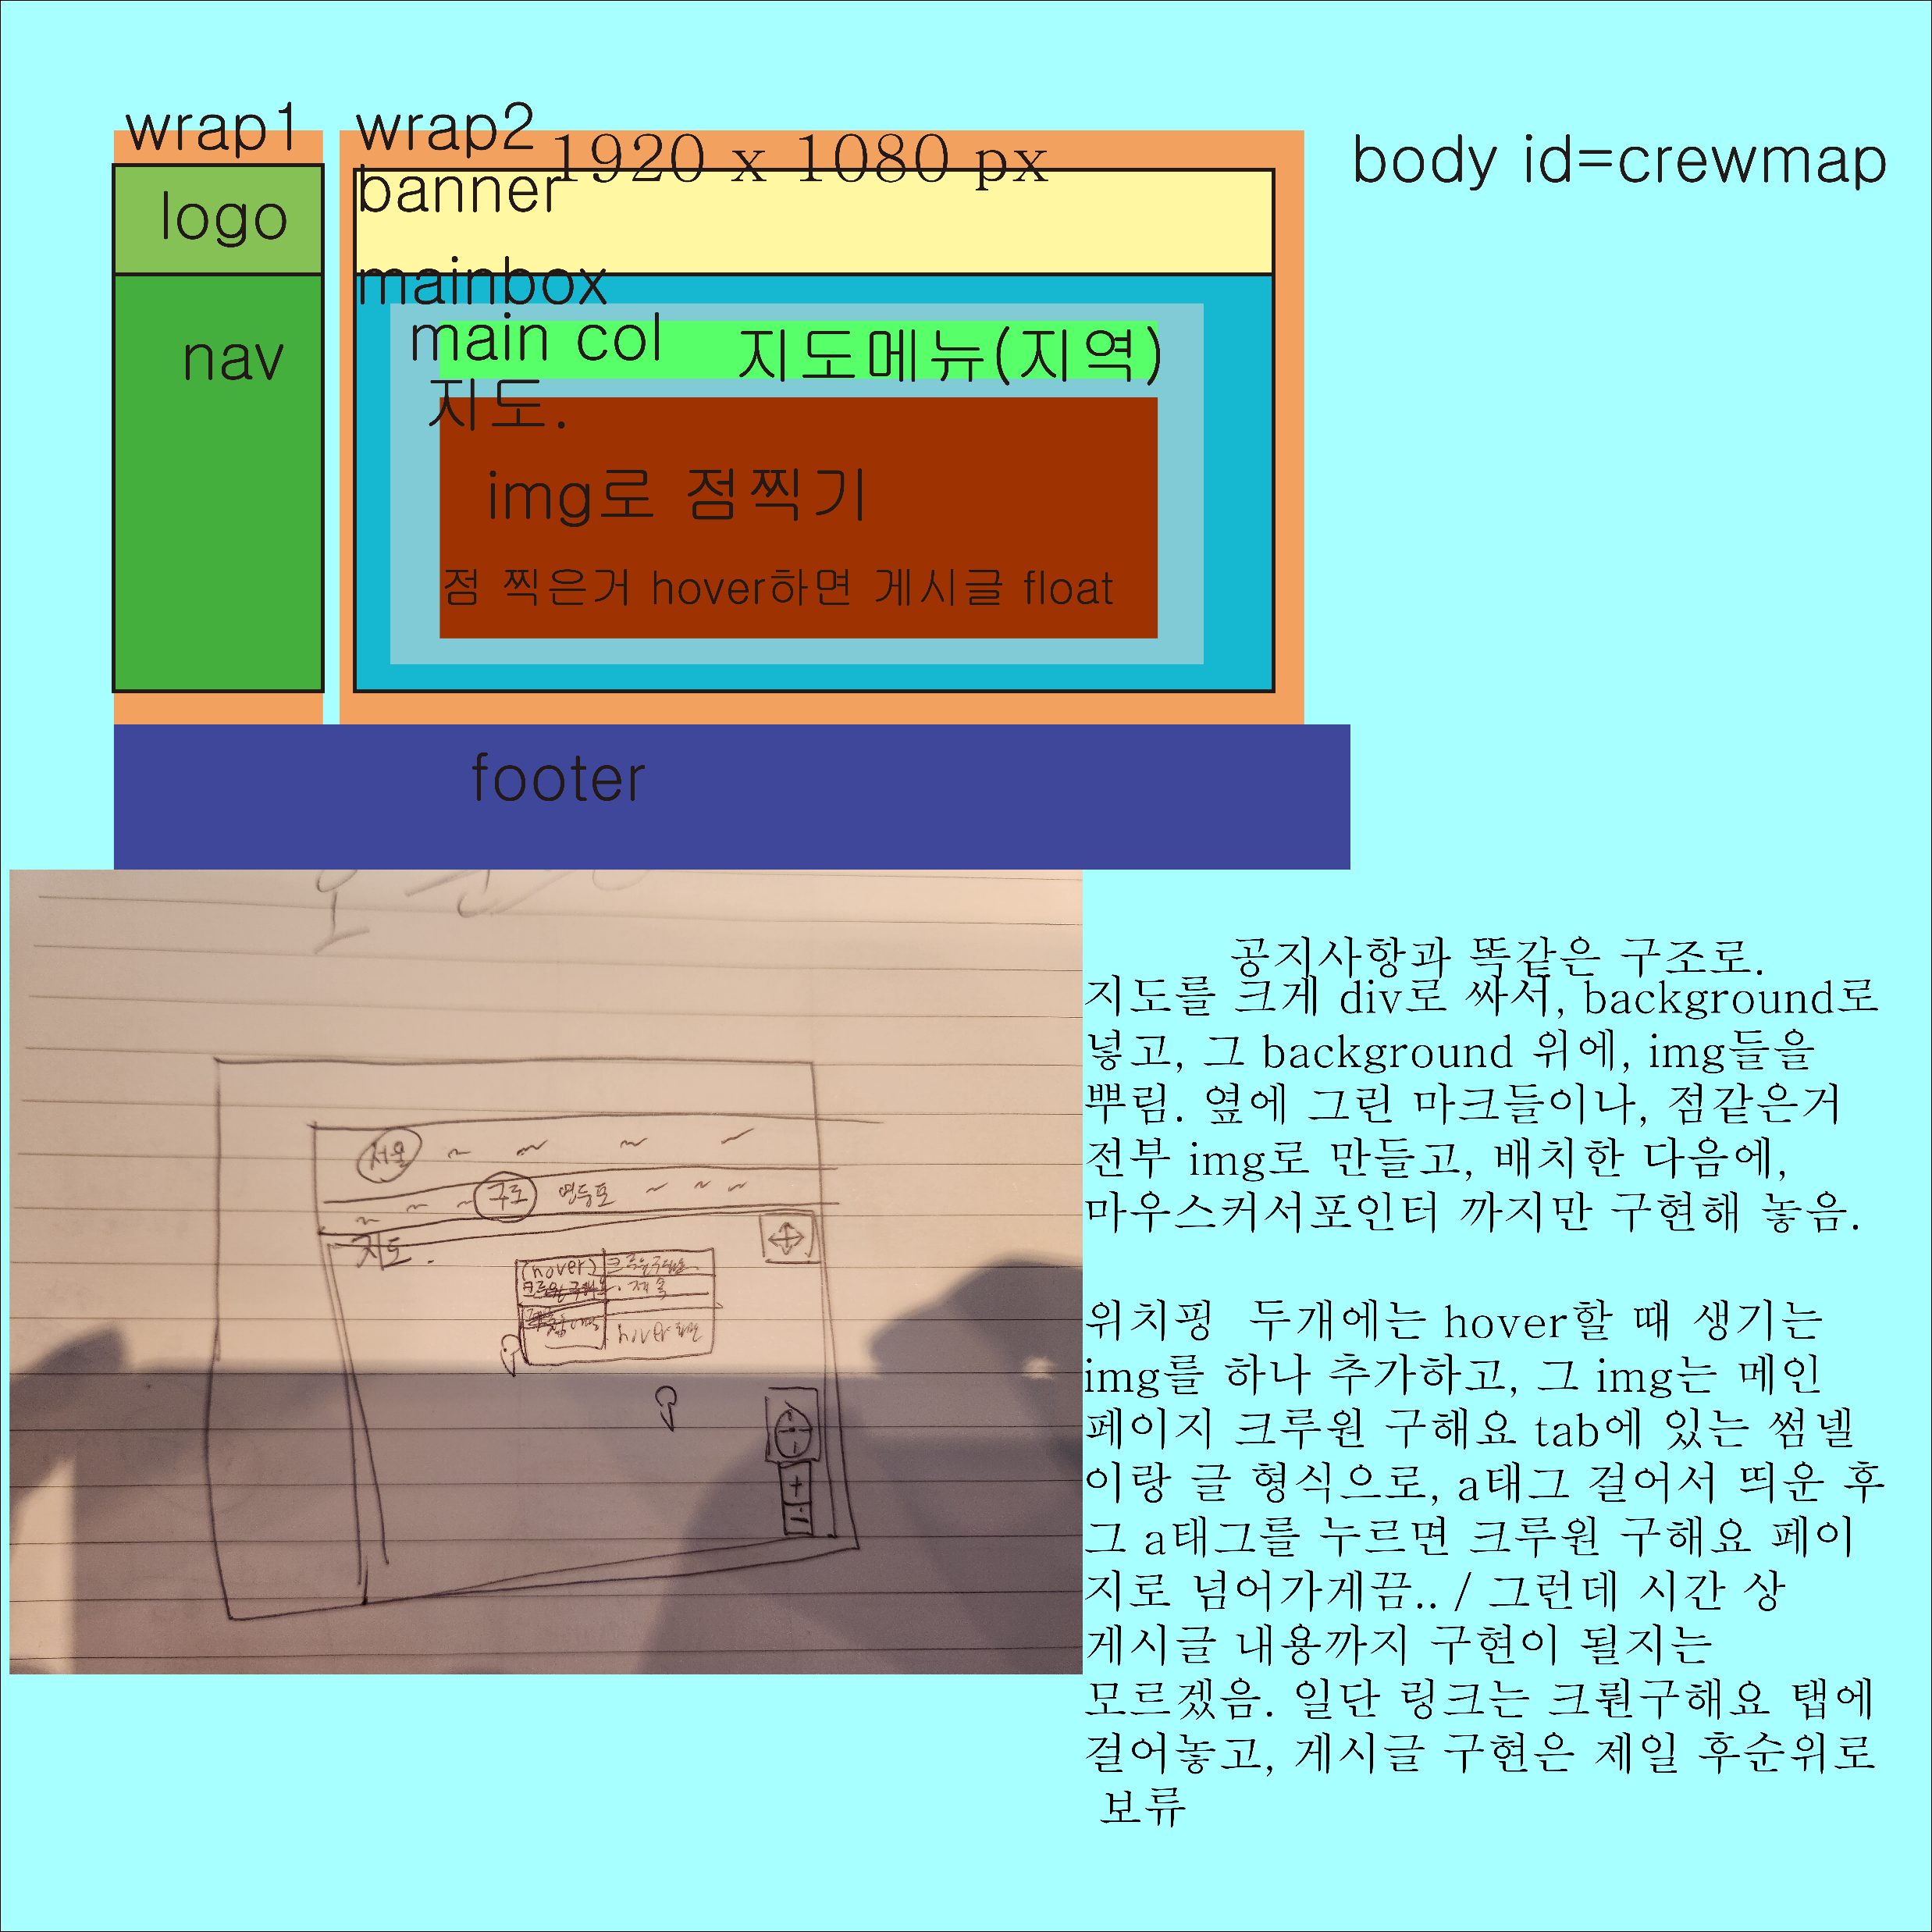 wrap1
wrap2
1920 x 1080 px
body id=crewmap
banner
logo
mainbox
main col
지도메뉴(지역)
nav
지도.
img로 점찍기
점 찍은거 hover하면 게시글 float
footer
공지사항과 똑같은 구조로.
지도를 크게 div로 싸서, background로
넣고, 그 background 위에, img들을
뿌림. 옆에 그린 마크들이나, 점같은거
전부 img로 만들고, 배치한 다음에,
마우스커서포인터 까지만 구현해 놓음.
위치핑 두개에는 hover할 때 생기는
img를 하나 추가하고, 그 img는 메인
페이지 크루원 구해요 tab에 있는 썸넬
이랑 글 형식으로, a태그 걸어서 띄운 후
그 a태그를 누르면 크루원 구해요 페이
지로 넘어가게끔.. / 그런데 시간 상
게시글 내용까지 구현이 될지는
모르겠음. 일단 링크는 크뤈구해요 탭에
걸어놓고, 게시글 구현은 제일 후순위로
보류
서울
구로 영등포
지도.
(hover)
제목